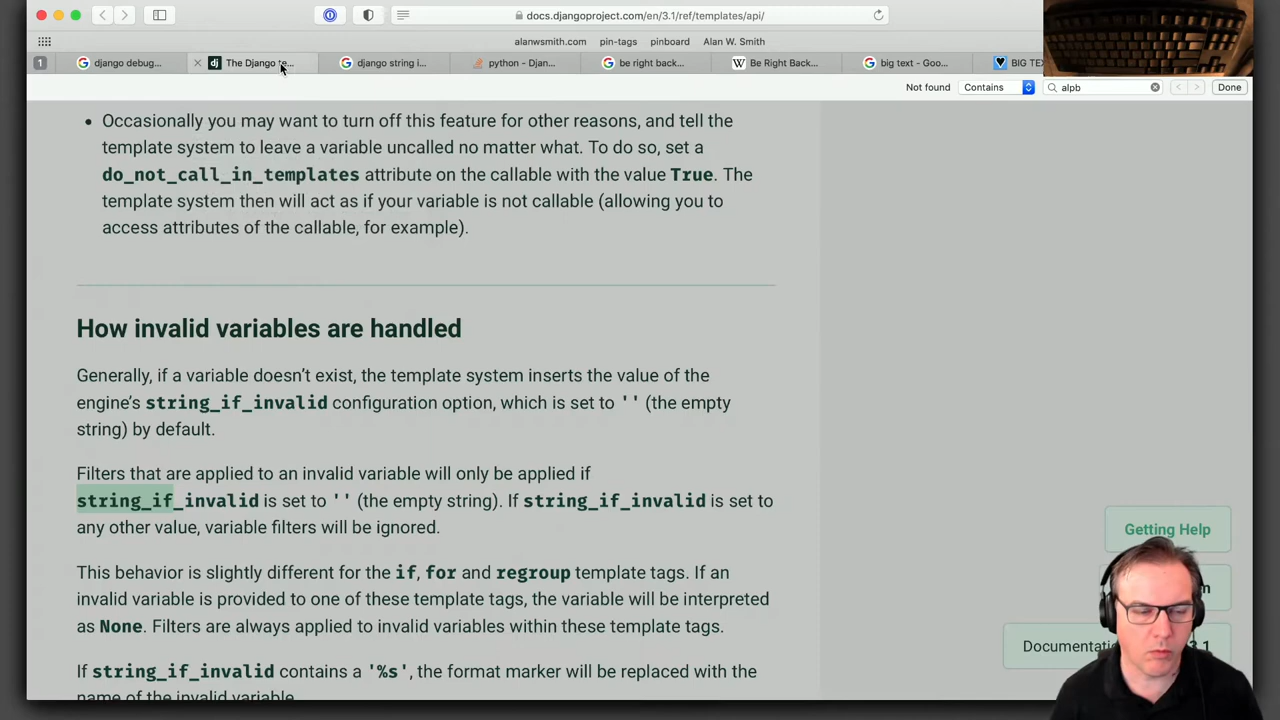 docs.djangoproject.com/en/3.1/ref/templates/api/
alanwsmith.com pin-tags pinboard Alan W. Smith
1 django debug... The Django te... django string i... python - Djan... be right back... Be Right Back... big text - Goo... BIG TEX
Not found Contains alpb Done
Occasionally you may want to turn off this feature for other reasons, and tell the
template system to leave a variable uncalled no matter what. To do so, set a
do_not_call_in_templates attribute on the callable with the value True. The
template system then will act as if your variable is not callable (allowing you to
access attributes of the callable, for example).
How invalid variables are handled
Generally, if a variable doesn't exist, the template system inserts the value of the
engine's string_if_invalid configuration option, which is set to '' (the empty
string) by default.
Filters that are applied to an invalid variable will only be applied if
string_if_invalid is set to '' (the empty string). If string_if_invalid is set to
any other value, variable filters will be ignored.
This behavior is slightly different for the if, for and regroup template tags. If an
invalid variable is provided to one of these template tags, the variable will be interpreted
as None. Filters are always applied to invalid variables within these template tags.
If string_if_invalid contains a '%s', the format marker will be replaced with the
name of the invalid variable.
Getting Help
Documentatio 3.1